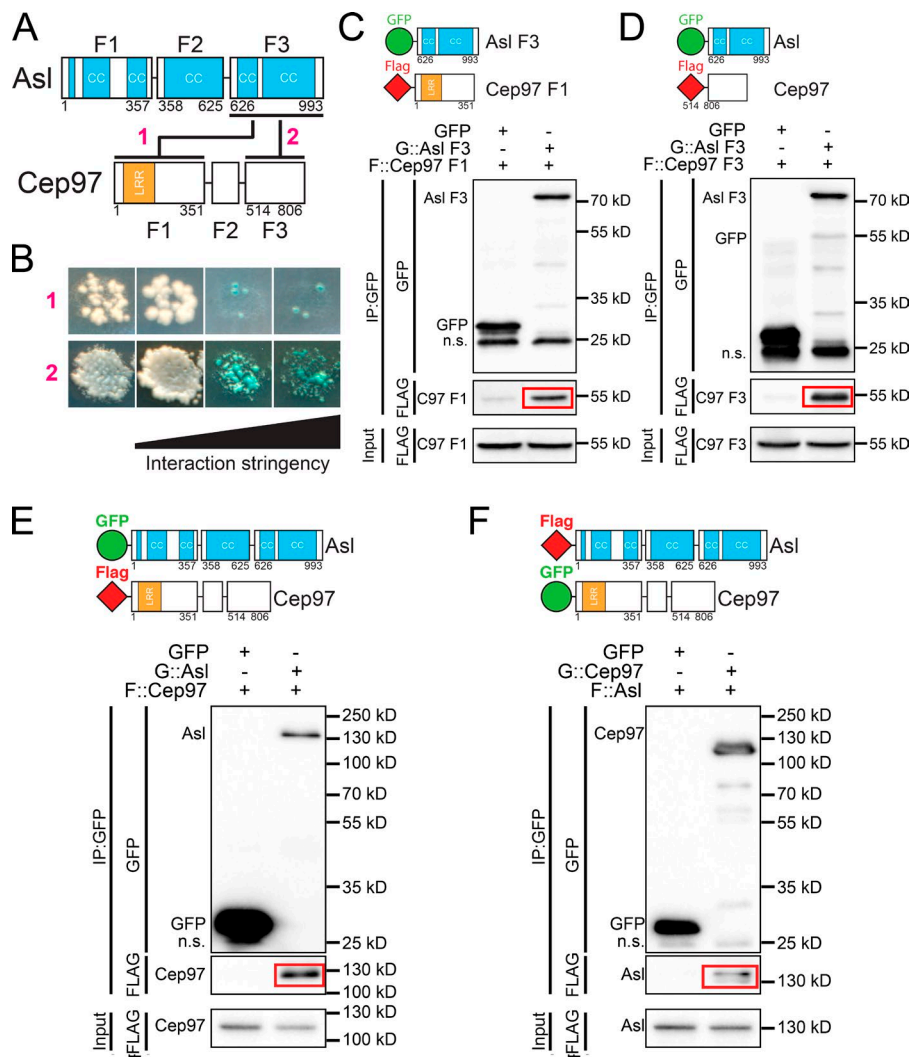 A
F1 F2 F3
Asl
CC CC CC CC CC
1 357 358 625 626 993
1 2
Cep97
LRR
1 351 514 806
F1 F2 F3
B
1
2
Interaction stringency
C
GFP
CC CC
Asl F3
626 993
Flag
LRR
Cep97 F1
1 351
GFP + -
G::Asl F3 - +
F::Cep97 F1 + +
IP:GFP
GFP
Asl F3
GFP
n.s.
70 kD
55 kD
35 kD
25 kD
FLAG
C97 F1
55 kD
Input
FLAG
C97 F1
55 kD
D
GFP
CC CC
Asl
626 993
Flag
Cep97
514 806
GFP + -
G::Asl F3 - +
F::Cep97 F3 + +
IP:GFP
GFP
Asl F3
GFP
n.s.
70 kD
55 kD
35 kD
25 kD
FLAG
C97 F3
55 kD
Input
FLAG
C97 F3
55 kD
E
GFP
CC CC CC CC CC
Asl
1 357 358 625 626 993
Flag
LRR
Cep97
1 351 514 806
GFP + -
G::Asl - +
F::Cep97 + +
IP:GFP
GFP
Asl
GFP
n.s.
250 kD
130 kD
100 kD
70 kD
55 kD
35 kD
25 kD
FLAG
Cep97
130 kD
100 kD
Input
FLAG
Cep97
130 kD
100 kD
F
Flag
CC CC CC CC CC
Asl
1 357 358 625 626 993
GFP
LRR
Cep97
1 351 514 806
GFP + -
G::Cep97 - +
F::Asl + +
IP:GFP
GFP
Cep97
GFP
n.s.
250 kD
130 kD
100 kD
70 kD
55 kD
35 kD
25 kD
FLAG
Asl
130 kD
Input
FLAG
Asl
130 kD